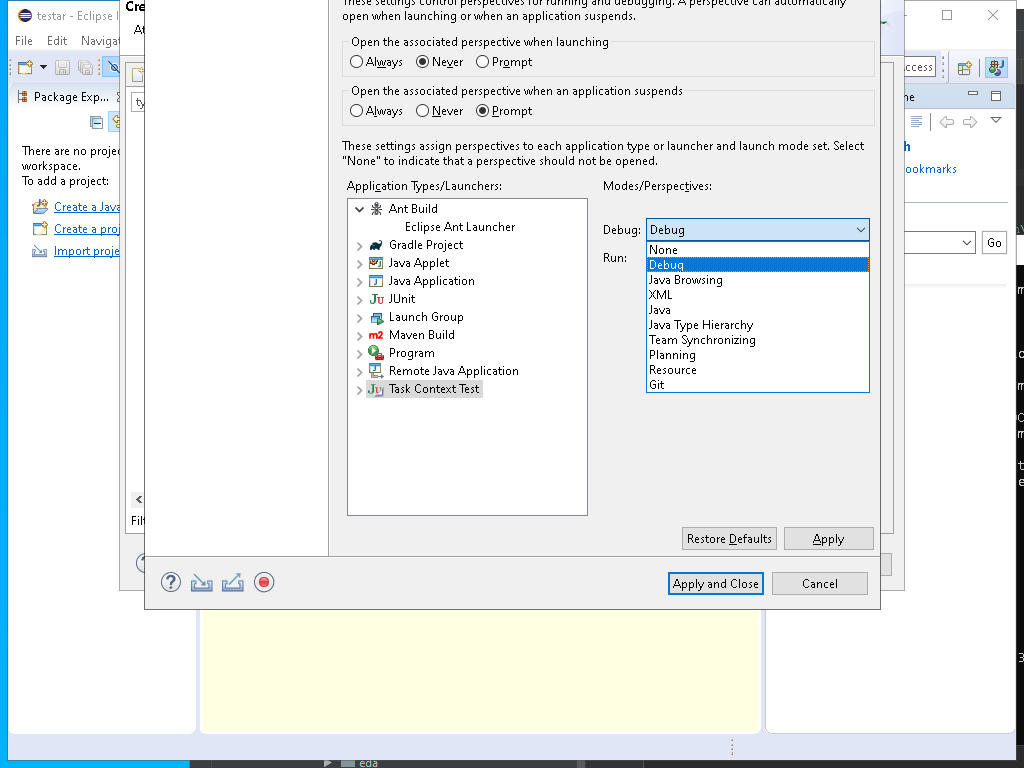 testar - Eclipse
File Edit
Cre
These settings control perspectives for running and debugging. A perspective can automatically
open when launching or when an application suspends.
Open the associated perspective when launching
Always Never Prompt
Open the associated perspective when an application suspends
Always Never Prompt
These settings assign perspectives to each application type or launcher and launch mode set. Select
"None" to indicate that a perspective should not be opened.
Application Types/Launchers:
Modes/Perspectives:
Ant Build
Eclipse Ant Launcher
Gradle Project
Java Applet
Java Application
JUnit
Launch Group
Maven Build
Program
Remote Java Application
Task Context Test
Debug: Debug
Run:
None
Debug
Java Browsing
XML
Java
Java Type Hierarchy
Team Synchronizing
Planning
Resource
Git
Restore Defaults Apply
Apply and Close Cancel
Package Exp...
There are no proje
workspace.
To add a project:
Create a Java
Create a proj
Import proje
ccess
ne
h
ookmarks
Go
eda